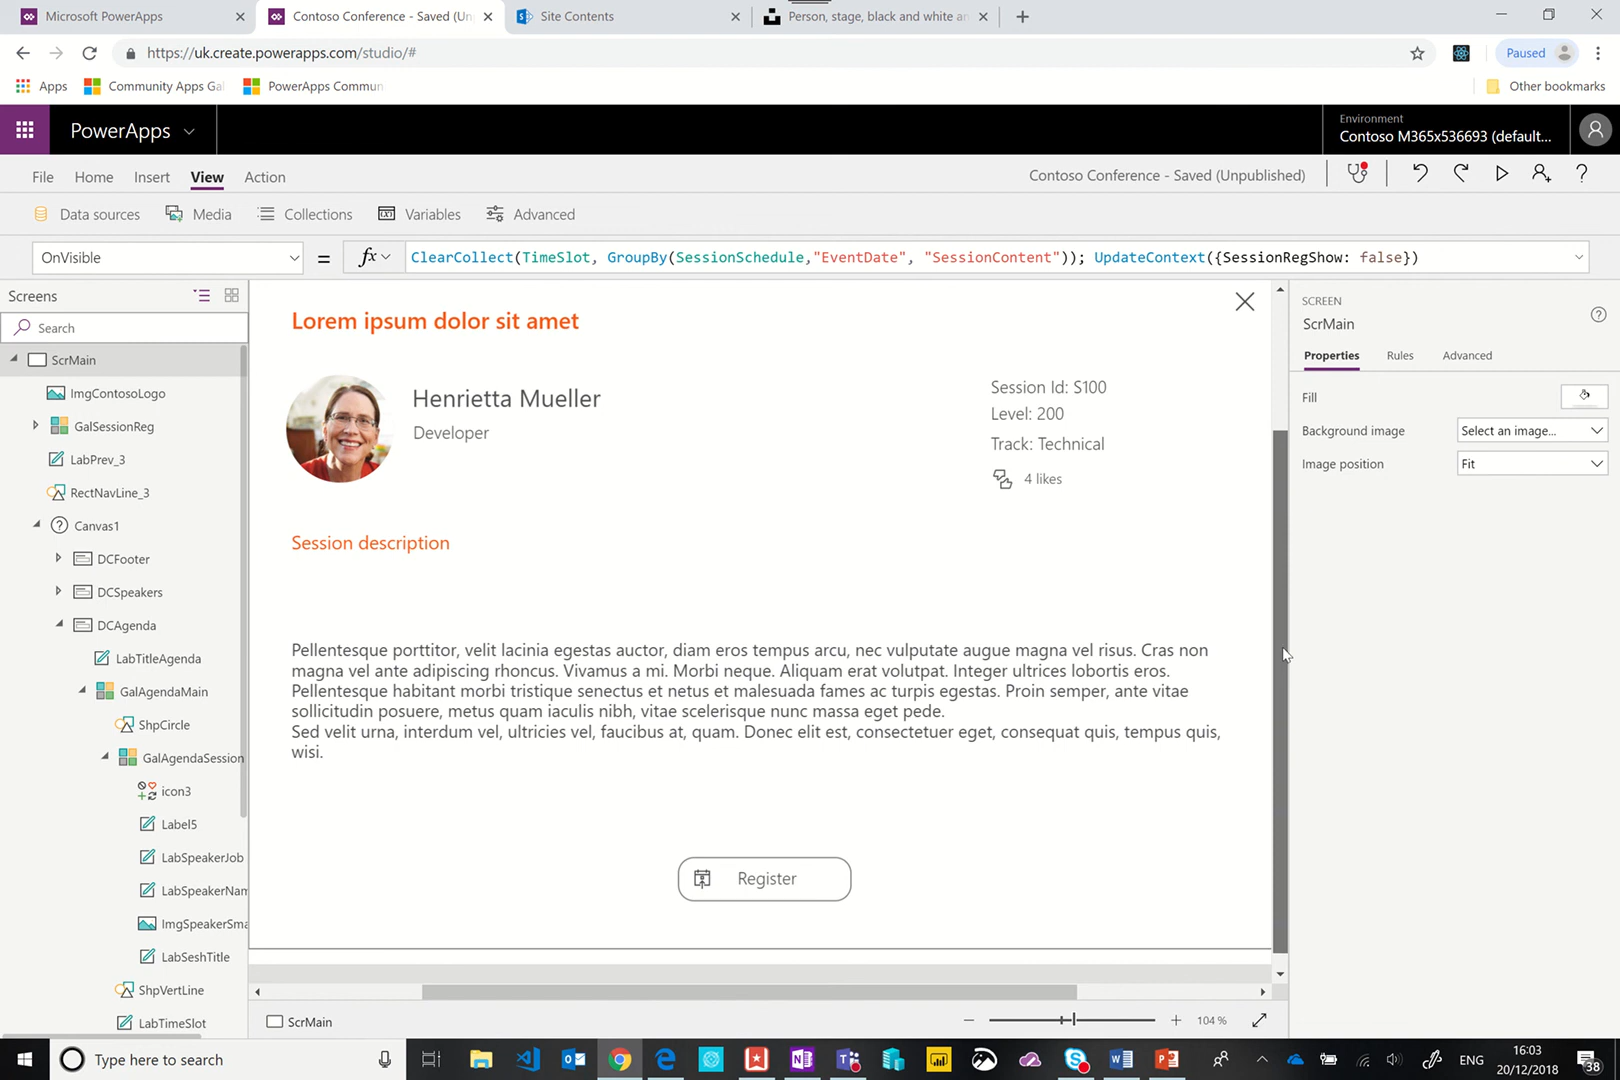 Microsoft PowerApps
Contoso Conference - Saved (Un
Site Contents
Person, stage, black and white an
https://uk.create.powerapps.com/studio/#
Paused
Apps
Community Apps Gal
PowerApps Commun
Other bookmarks
PowerApps
Environment
Contoso M365x536693 (default...
File
Home
Insert
View
Action
Contoso Conference - Saved (Unpublished)
Data sources
Media
Collections
Variables
Advanced
OnVisible
=
fx
ClearCollect(TimeSlot, GroupBy(SessionSchedule,"EventDate", "SessionContent")); UpdateContext({SessionRegShow: false})
Screens
Search
ScrMain
ImgContosoLogo
GalSessionReg
LabPrev_3
RectNavLine_3
Canvas1
DCFooter
DCSpeakers
DCAgenda
LabTitleAgenda
GalAgendaMain
ShpCircle
GalAgendaSession
icon3
Label5
LabSpeakerJob
LabSpeakerNam
ImgSpeakerSma
LabSeshTitle
ShpVertLine
LabTimeSlot
Lorem ipsum dolor sit amet
Henrietta Mueller
Developer
Session Id: S100
Level: 200
Track: Technical
4 likes
Session description
Pellentesque porttitor, velit lacinia egestas auctor, diam eros tempus arcu, nec vulputate augue magna vel risus. Cras non
magna vel ante adipiscing rhoncus. Vivamus a mi. Morbi neque. Aliquam erat volutpat. Integer ultrices lobortis eros.
Pellentesque habitant morbi tristique senectus et netus et malesuada fames ac turpis egestas. Proin semper, ante vitae
sollicitudin posuere, metus quam iaculis nibh, vitae scelerisque nunc massa eget pede.
Sed velit urna, interdum vel, ultricies vel, faucibus at, quam. Donec elit est, consectetuer eget, consequat quis, tempus quis,
wisi.
Register
SCREEN
ScrMain
Properties
Rules
Advanced
Fill
Background image
Select an image...
Image position
Fit
ScrMain
104 %
Type here to search
ENG
16:03
20/12/2018
38